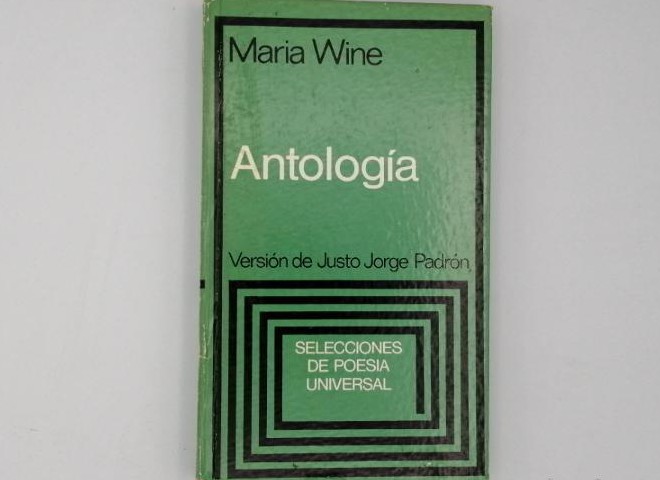 Maria Wine
Antología
Versión de Justo Jorge Padrón
SELECCIONES
DE POESIA
UNIVERSAL